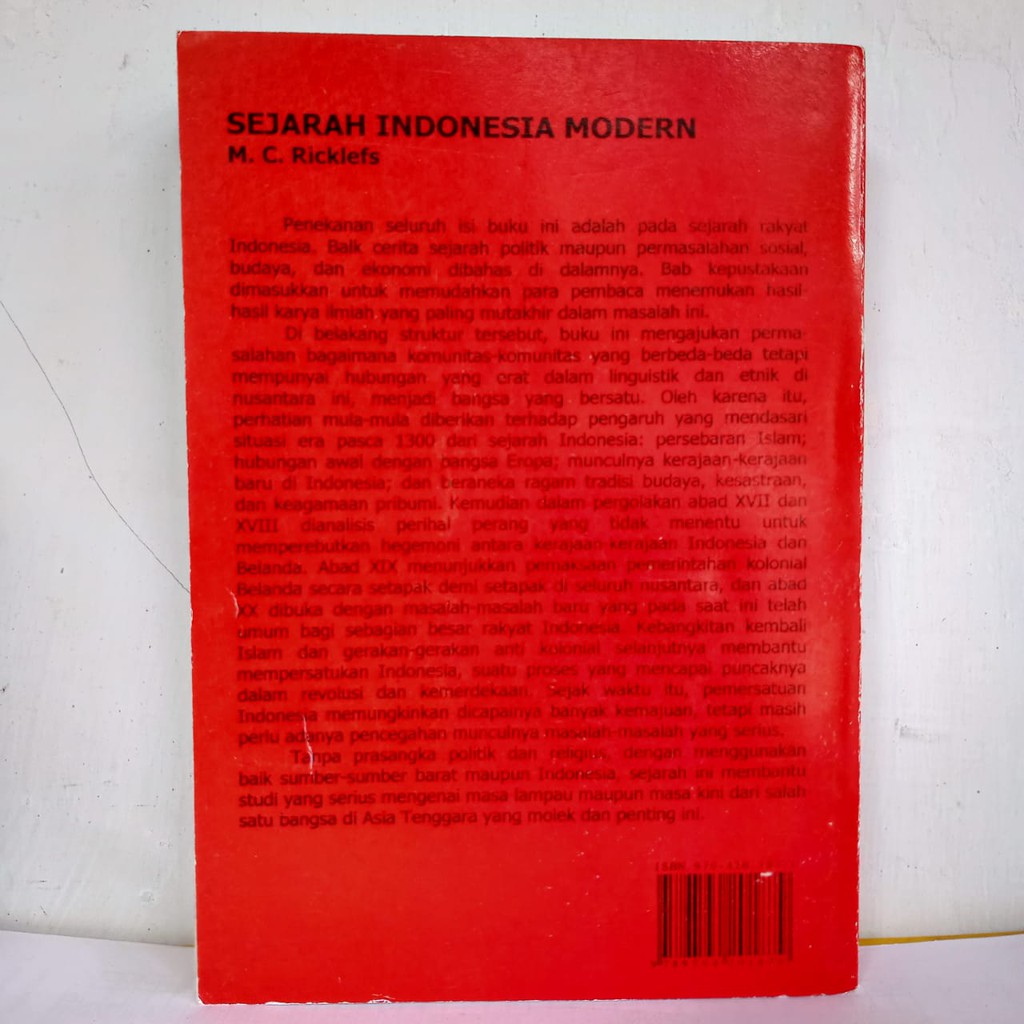 SEJARAH INDONESIA MODERN
M. C. Ricklefs
Penekanan seluruh isi buku ini adalah pada sejarah rakyat
Indonesia. Baik cerita sejarah politik maupun permasalahan sosial,
budaya, dan ekonomi dibahas di dalamnya. Bab kepustakaan
dimasukkan untuk memudahkan para pembaca menemukan hasil-
hasil karya ilmiah yang paling mutakhir dalam masalah ini.
Di belakang struktur tersebut, buku ini mengajukan perma-
salahan bagaimana komunitas-komunitas yang berbeda-beda tetapi
mempunyai hubungan yang erat dalam linguistik dan etnik di
nusantara ini, menjadi bangsa yang bersatu. Oleh karena itu,
perhatian mula-mula diberikan terhadap pengaruh yang mendasari
situasi era pasca 1300 dari sejarah Indonesia: persebaran Islam;
hubungan awal dengan bangsa Eropa; munculnya kerajaan-kerajaan
baru di Indonesia; dan beraneka ragam tradisi budaya, kesastraan,
dan keagamaan pribumi. Kemudian dalam pergolakan abad XVII dan
XVIII dianalisis perihal perang yang tidak menentu untuk
memperebutkan hegemoni antara kerajaan-kerajaan Indonesia dan
Belanda. Abad XIX menunjukkan pemaksaan pemerintahan kolonial
Belanda secara setapak demi setapak di seluruh nusantara, dan abad
XX dibuka dengan masalah-masalah baru yang pada saat ini telah
umum bagi sebagian besar rakyat Indonesia. Kebangkitan kembali
Islam dan gerakan-gerakan anti kolonial selanjutnya membantu
mempersatukan Indonesia, suatu proses yang mencapai puncaknya
dalam revolusi dan kemerdekaan. Sejak waktu itu, pemersatuan
Indonesia memungkinkan dicapainya banyak kemajuan, tetapi masih
perlu adanya pencegahan munculnya masalah-masalah yang serius.
Tanpa prasangka politik dan religius, dengan menggunakan
baik sumber-sumber barat maupun Indonesia, sejarah ini membantu
studi yang serius mengenai masa lampau maupun masa kini dari salah
satu bangsa di Asia Tenggara yang molek dan penting ini.
ISBN